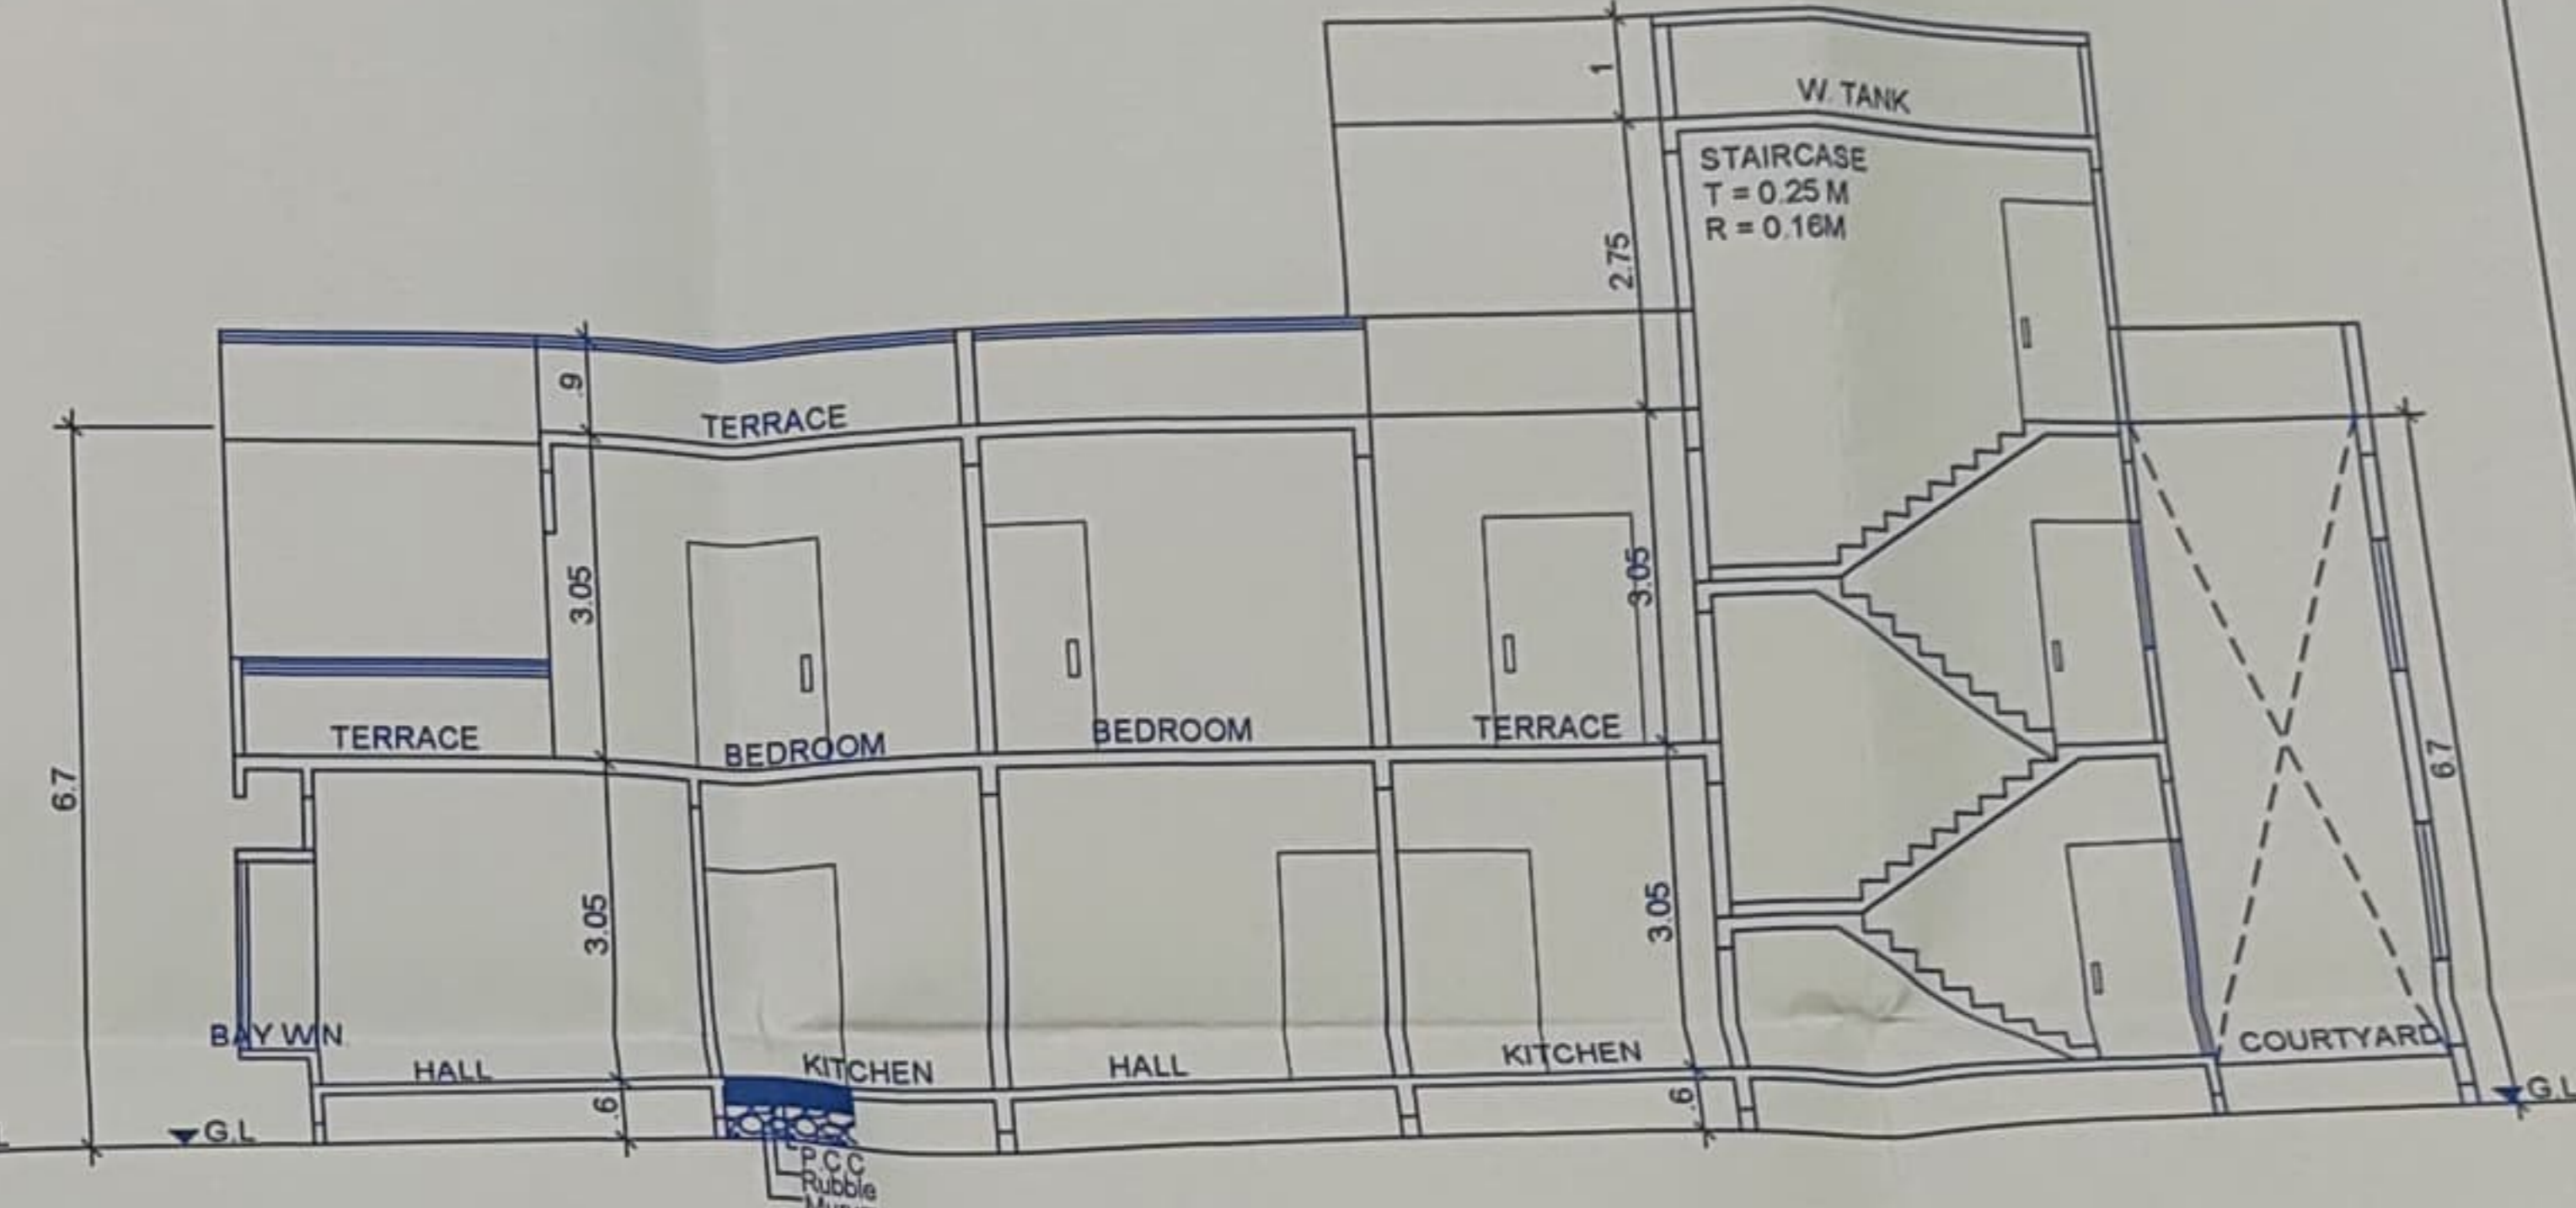 1
W. TANK
STAIRCASE
T = 0.25 M
R = 0.16M
2.75
.9
TERRACE
3.05
3.05
6.7
TERRACE
BEDROOM
BEDROOM
TERRACE
6.7
3.05
3.05
BAY WIN.
HALL
KITCHEN
HALL
KITCHEN
COURTYARD
.6
.6
G.L
G.L
P.C.C
Rubble